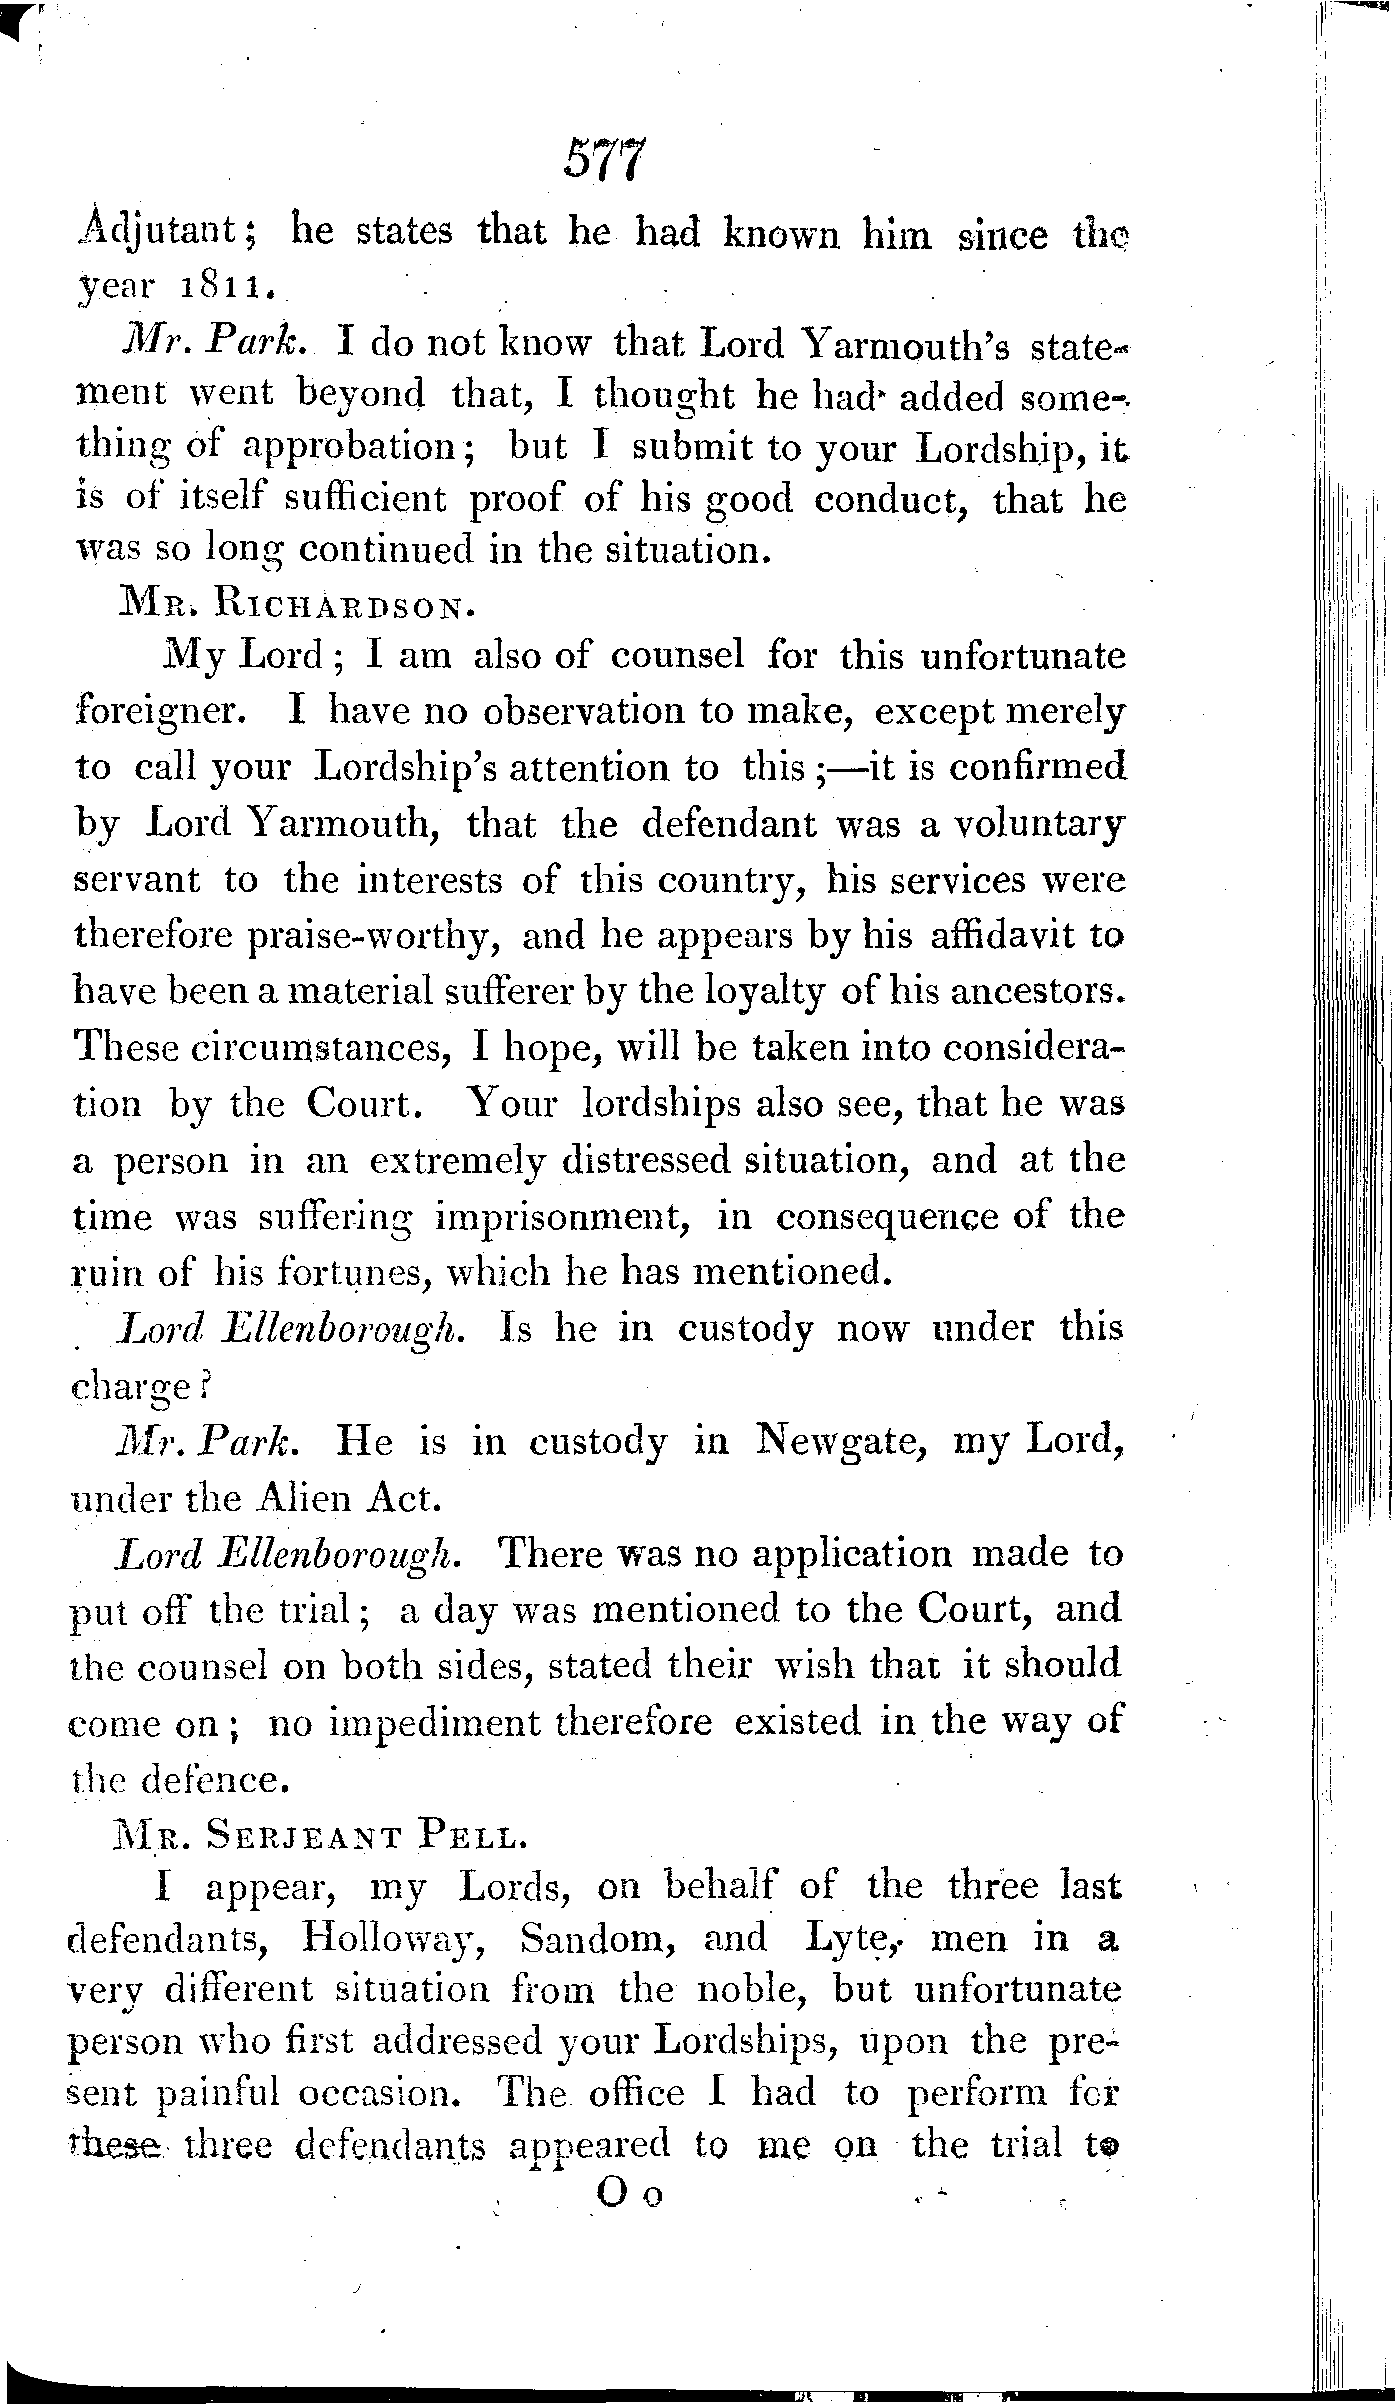 577
Adjutant; he states that he had known him since the
year 1811.
Mr. Park. I do not know that Lord Yarmouth's state-
ment went beyond that, I thought he had added some-
thing of approbation; but I submit to your Lordship, it
is of itself sufficient proof of his good conduct, that he
was so long continued in the situation.
MR. RICHARDSON.
My Lord; I am also of counsel for this unfortunate
foreigner. I have no observation to make, except merely
to call your Lordship's attention to this;—it is confirmed
by Lord Yarmouth, that the defendant was a voluntary
servant to the interests of this country, his services were
therefore praise-worthy, and he appears by his affidavit to
have been a material sufferer by the loyalty of his ancestors.
These circumstances, I hope, will be taken into considera-
tion by the Court. Your lordships also see, that he was
a person in an extremely distressed situation, and at the
time was suffering imprisonment, in consequence of the
ruin of his fortunes, which he has mentioned.
Lord Ellenborough. Is he in custody now under this
charge?
Mr. Park. He is in custody in Newgate, my Lord,
under the Alien Act.
Lord Ellenborough. There was no application made to
put off the trial; a day was mentioned to the Court, and
the counsel on both sides, stated their wish that it should
come on; no impediment therefore existed in the way of
the defence.
MR. SERJEANT PELL.
I appear, my Lords, on behalf of the three last
defendants, Holloway, Sandom, and Lyte, men in a
very different situation from the noble, but unfortunate
person who first addressed your Lordships, upon the pre-
sent painful occasion. The office I had to perform for
these three defendants appeared to me on the trial to
O o